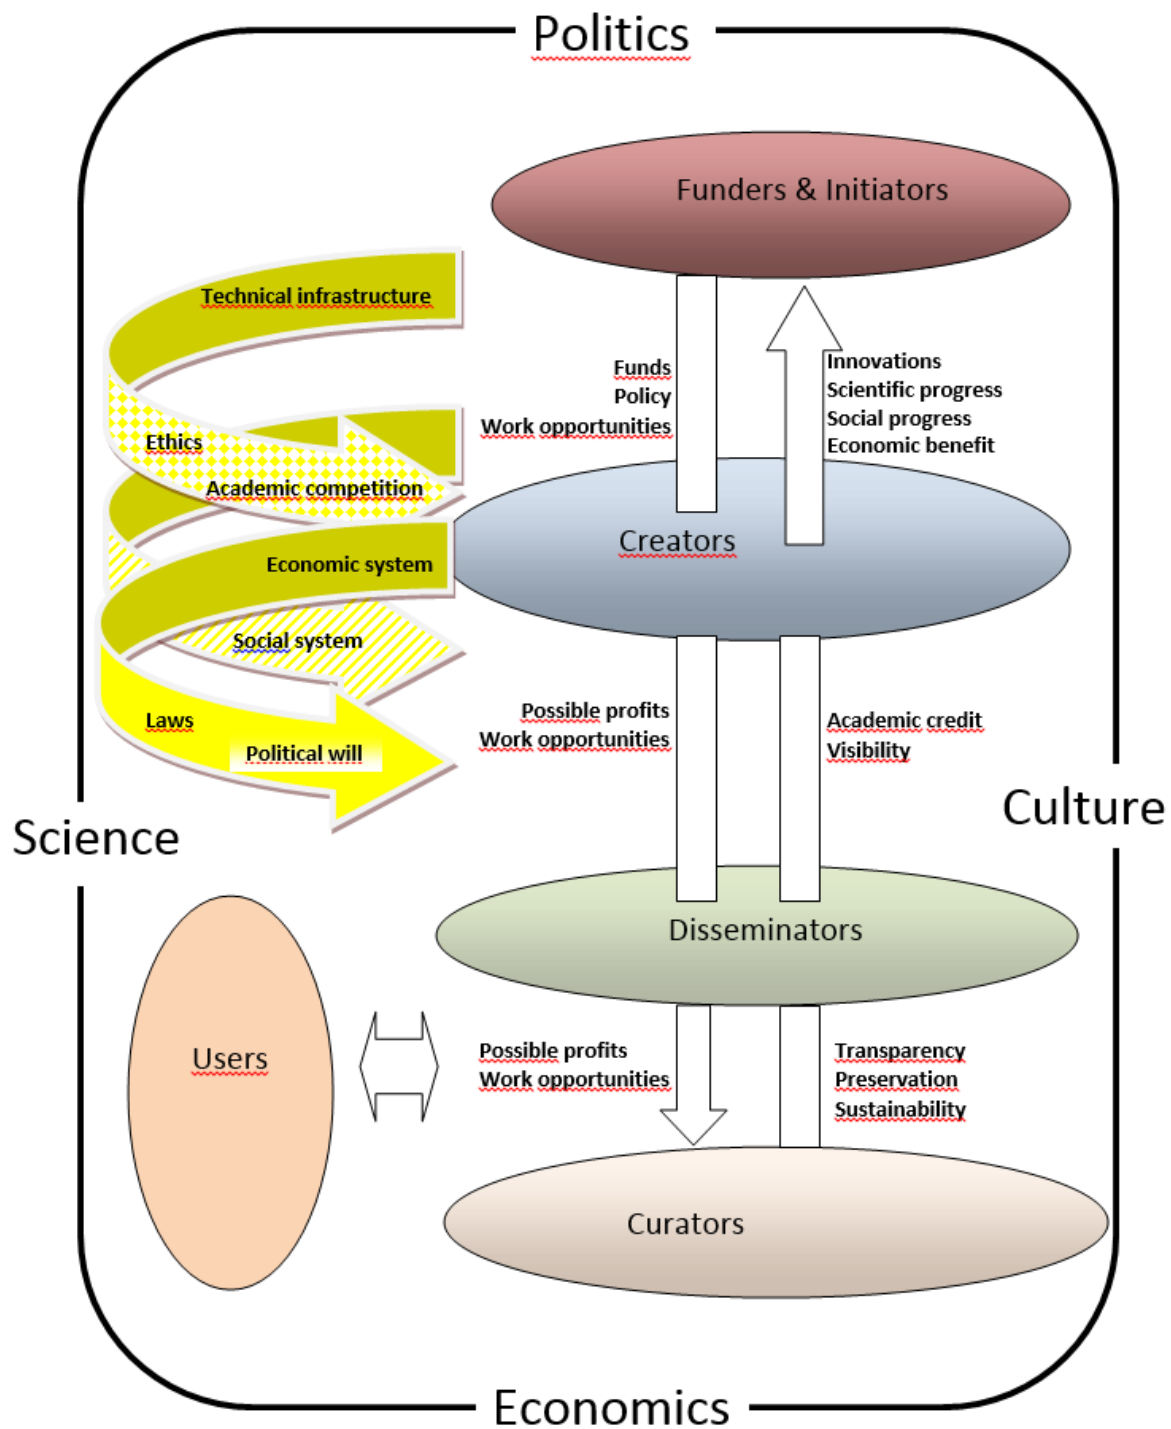 Politics
Funders & Initiators
Technical infrastructure
Funds
Policy
Work opportunities
Innovations
Scientific progress
Social progress
Economic benefit
Ethics
Academic competition
Creators
Economic system
Social system
Laws
Political will
Possible profits
Work opportunities
Academic credit
Visibility
Science
Culture
Disseminators
Users
Possible profits
Work opportunities
Transparency
Preservation
Sustainability
Curators
Economics